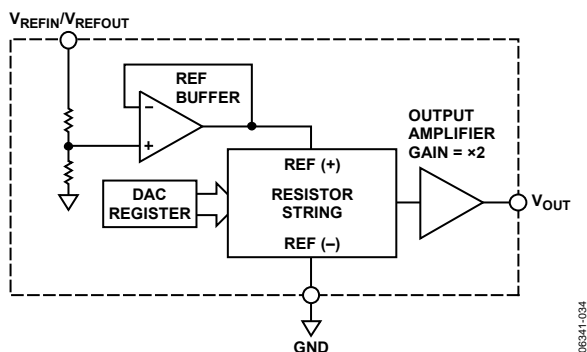 VREFIN/VREFOUT
REF
BUFFER
−
+
OUTPUT
AMPLIFIER
GAIN = ×2
REF (+)
DAC
REGISTER
RESISTOR
STRING
VOUT
REF (−)
GND
06341-034